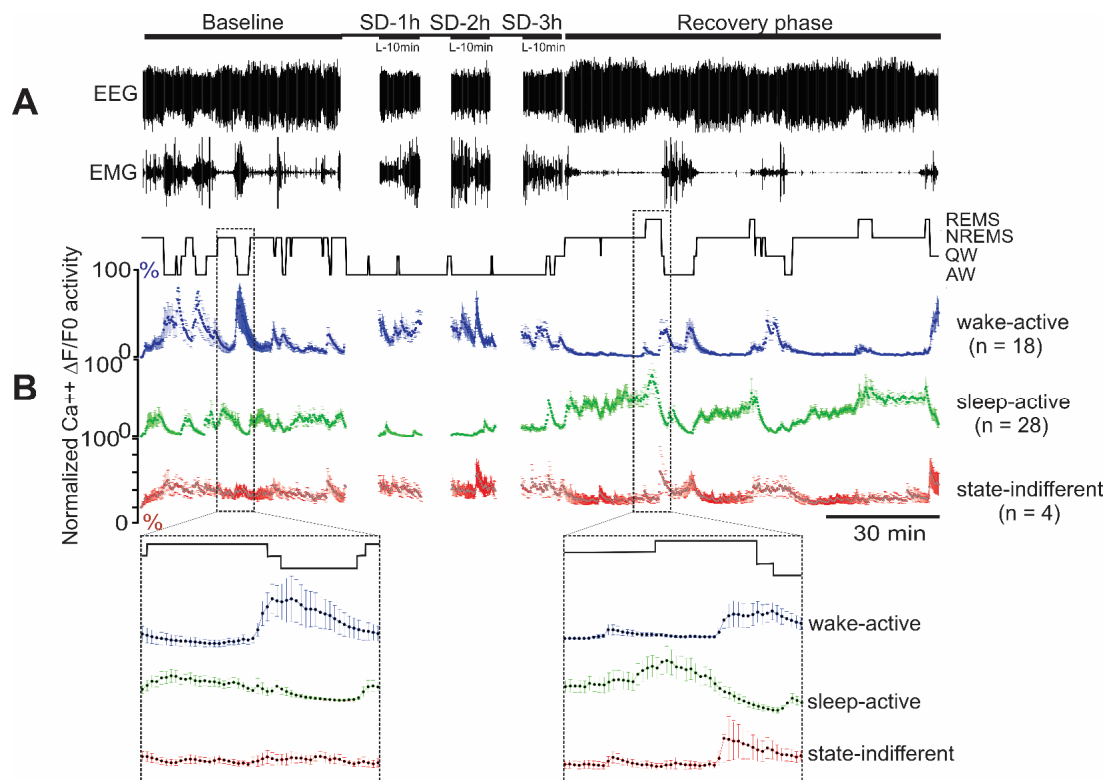 Baseline SD-1h SD-2h SD-3h Recovery phase
L-10min L-10min L-10min
A
EEG
EMG
REMS
NREMS
QW
AW
B
Normalized Ca++ ΔF/F0 activity
100
%
0
wake-active
(n = 18)
100
0
sleep-active
(n = 28)
100
0
%
state-indifferent
(n = 4)
30 min
wake-active
sleep-active
state-indifferent